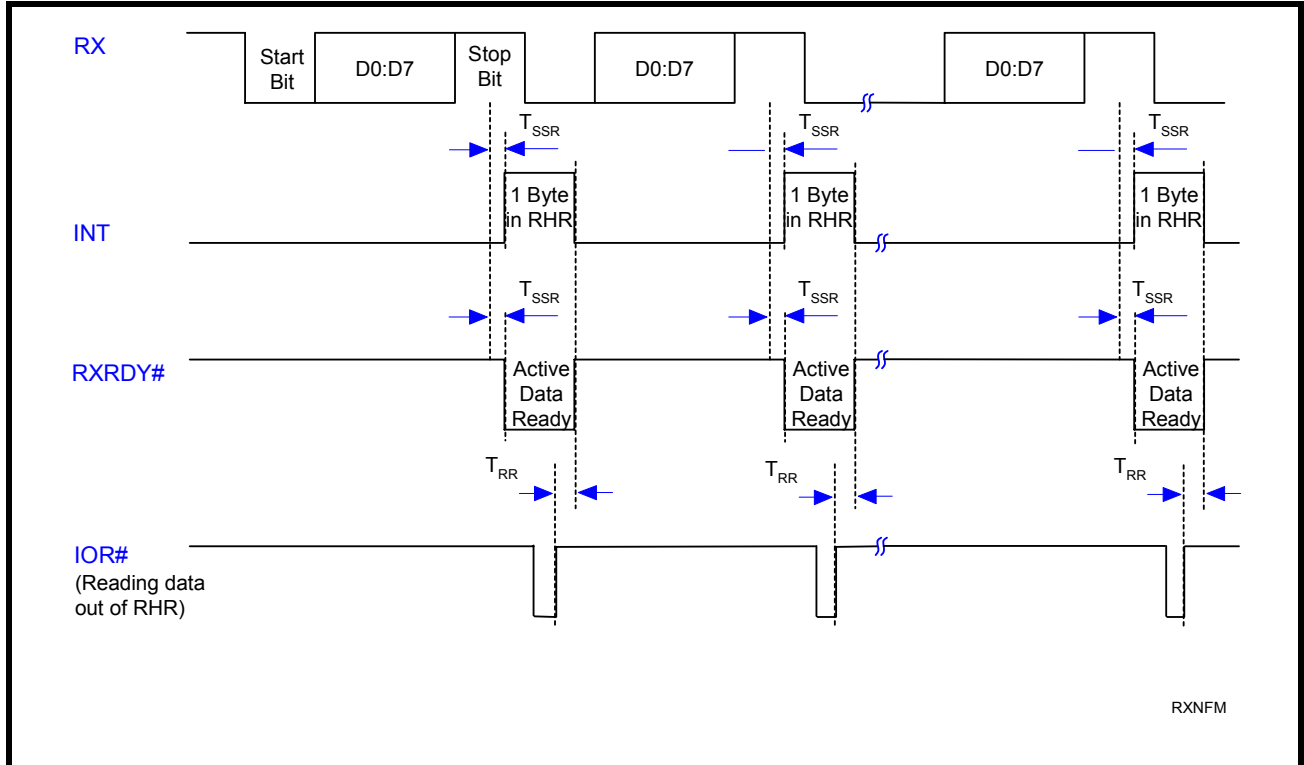 RX
Start
Bit
D0:D7
Stop
Bit
D0:D7
D0:D7
TSSR
TSSR
TSSR
INT
1 Byte
in RHR
1 Byte
in RHR
1 Byte
in RHR
TSSR
TSSR
TSSR
RXRDY#
Active
Data
Ready
Active
Data
Ready
Active
Data
Ready
TRR
TRR
TRR
IOR#
(Reading data
out of RHR)
RXNFM